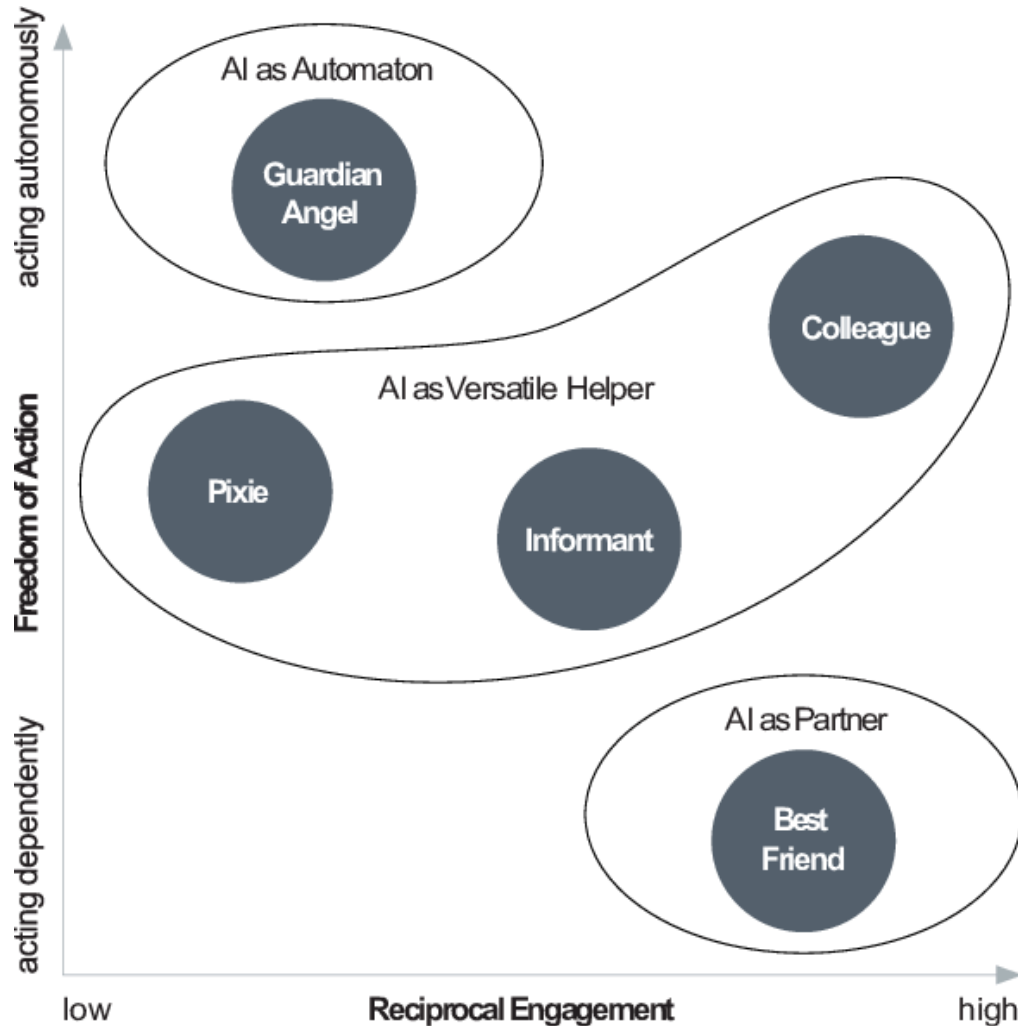 acting autonomously
Freedom of Action
acting dependently
AI as Automaton
Guardian
Angel
Colleague
AI as Versatile Helper
Pixie
Informant
AI as Partner
Best
Friend
low
Reciprocal Engagement
high